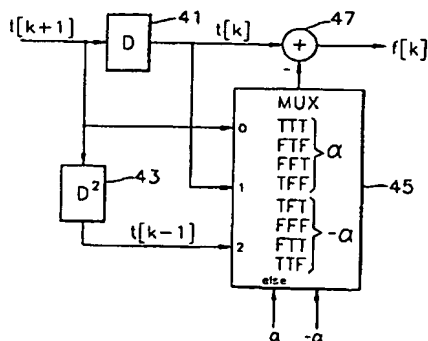 t[k+1]
D
41
t[k]
+
47
f[k]
-
MUX
0
1
2
TTT
FTF
FFT
TFF
α
TFT
FFF
FTT
TTF
-α
else
45
D²
43
t[k-1]
α
-α